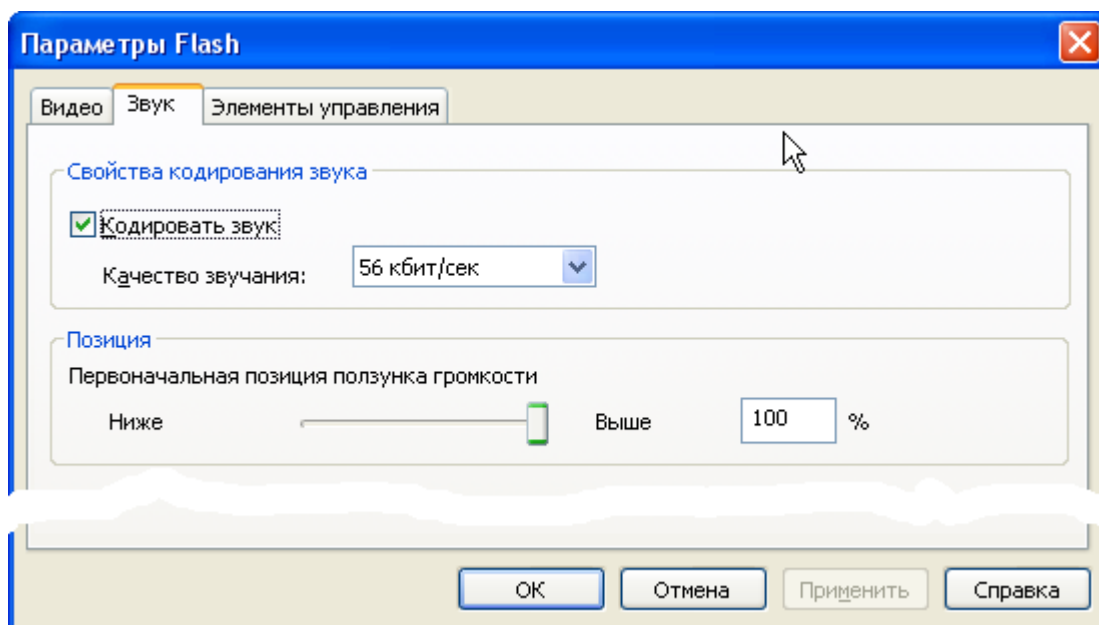 Параметры Flash
Видео Звук Элементы управления
Свойства кодирования звука
Кодировать звук
Качество звучания: 56 кбит/сек
Позиция
Первоначальная позиция ползунка громкости
Ниже Выше 100 %
ОК Отмена Применить Справка